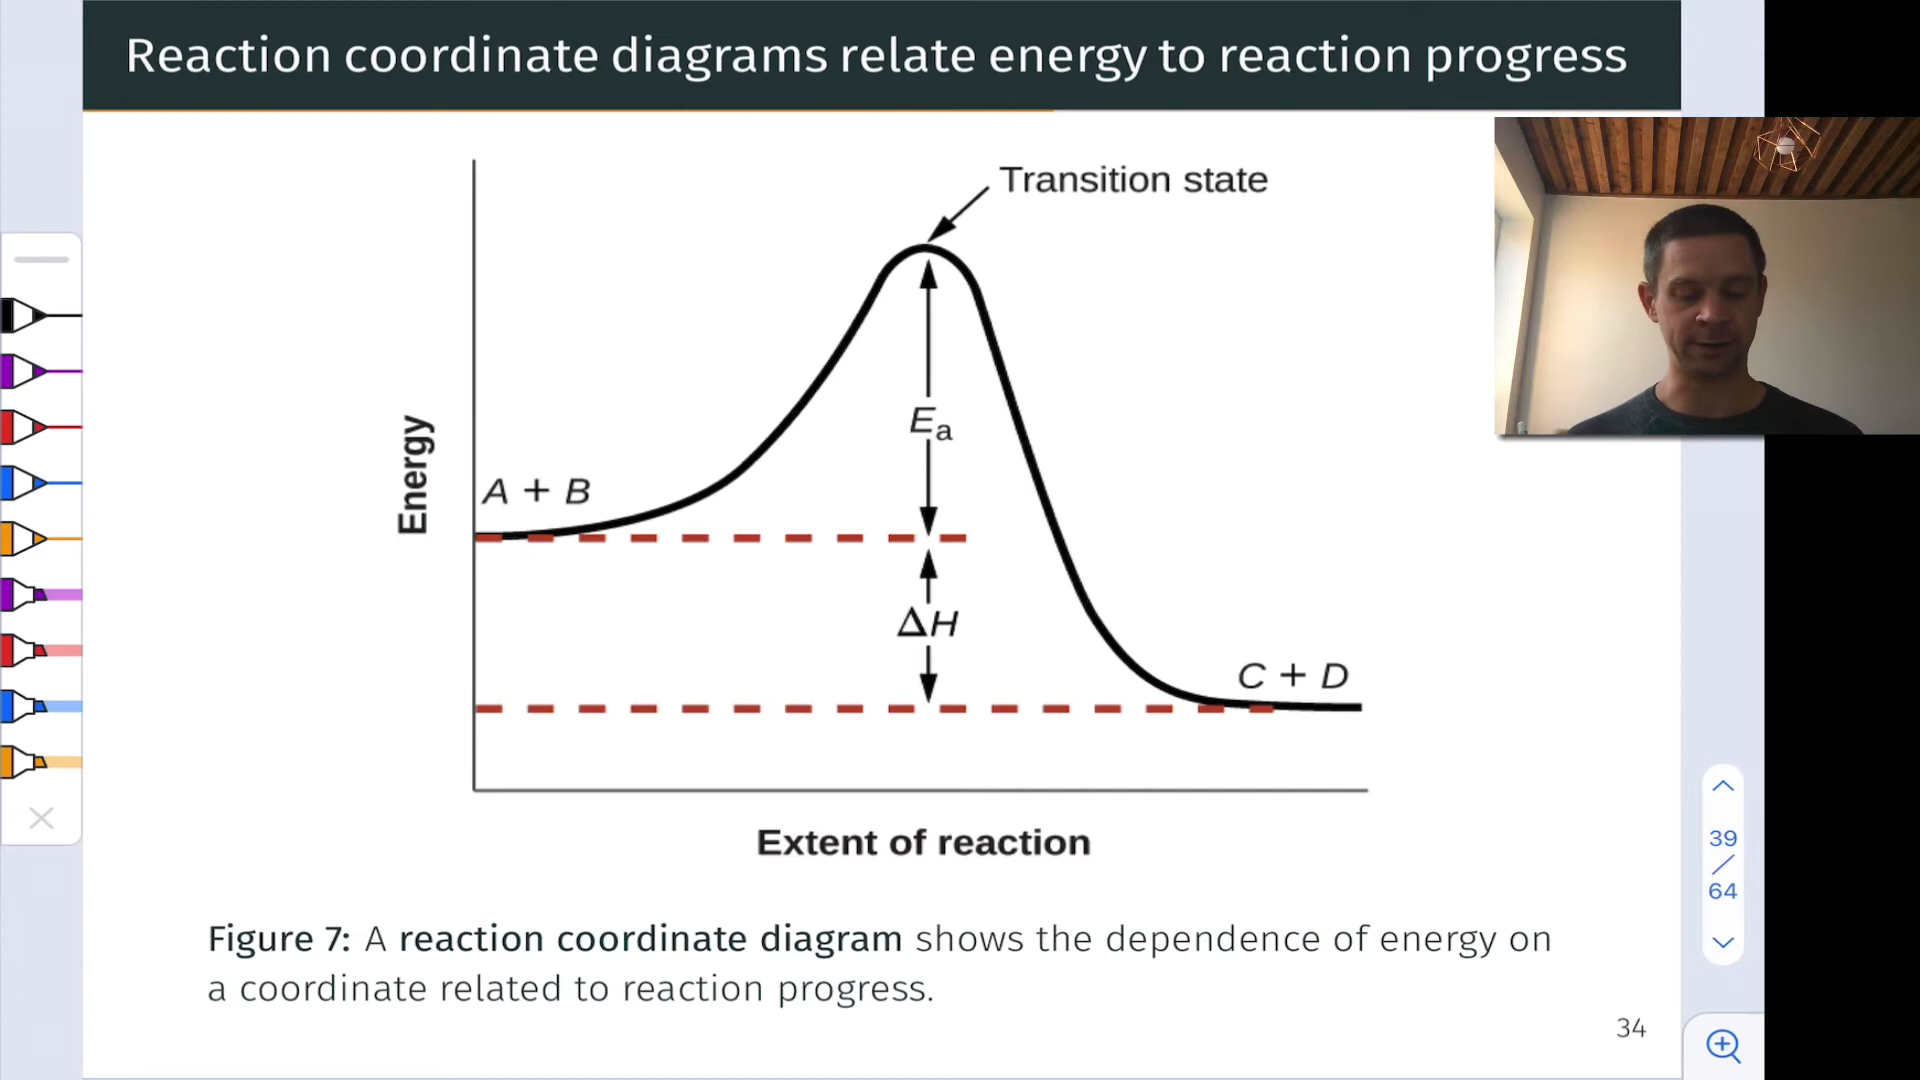 Reaction coordinate diagrams relate energy to reaction progress
Transition state
Eₐ
Energy
A + B
ΔH
C + D
Extent of reaction
39
/
64
Figure 7: A reaction coordinate diagram shows the dependence of energy on
a coordinate related to reaction progress.
34